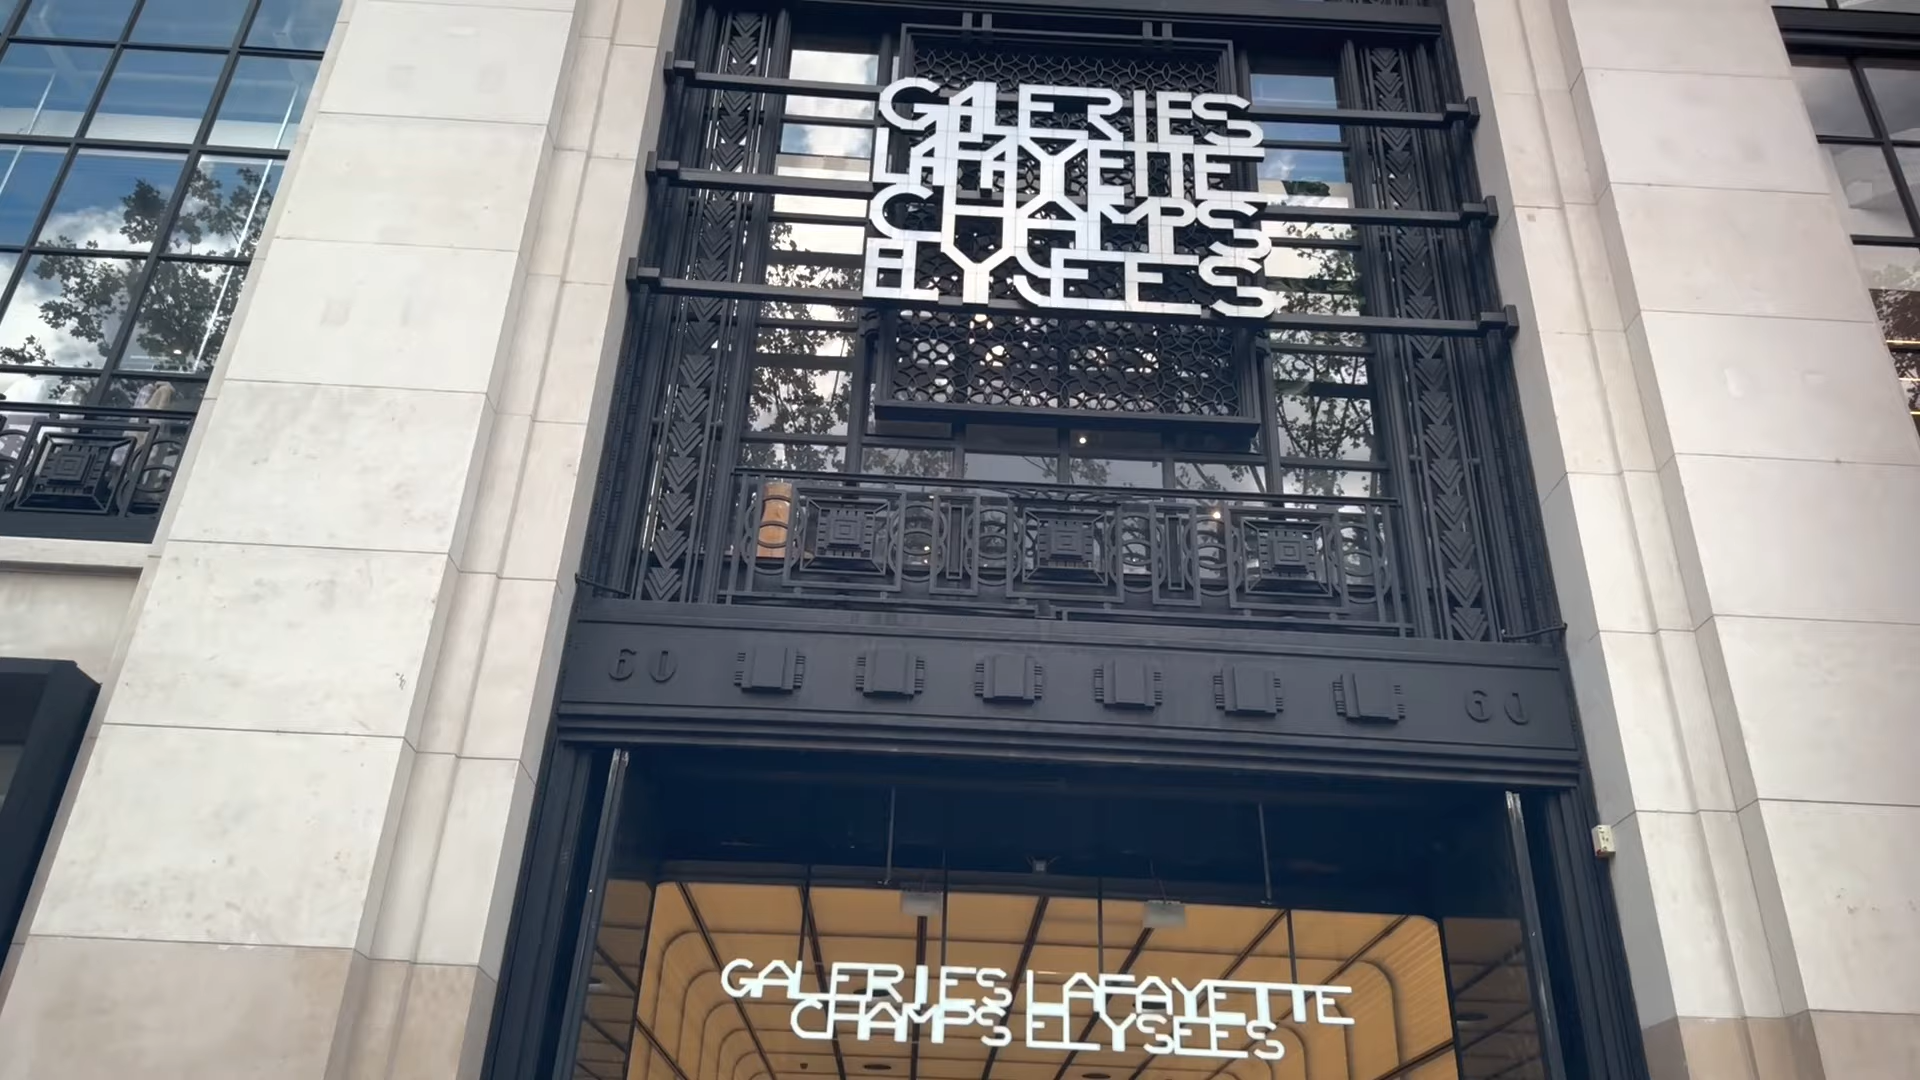 GALERIES
LAFAYETTE
CHAMPS
ELYSEES
60 60
GALERIES LAFAYETTE
CHAMPS ELYSEES